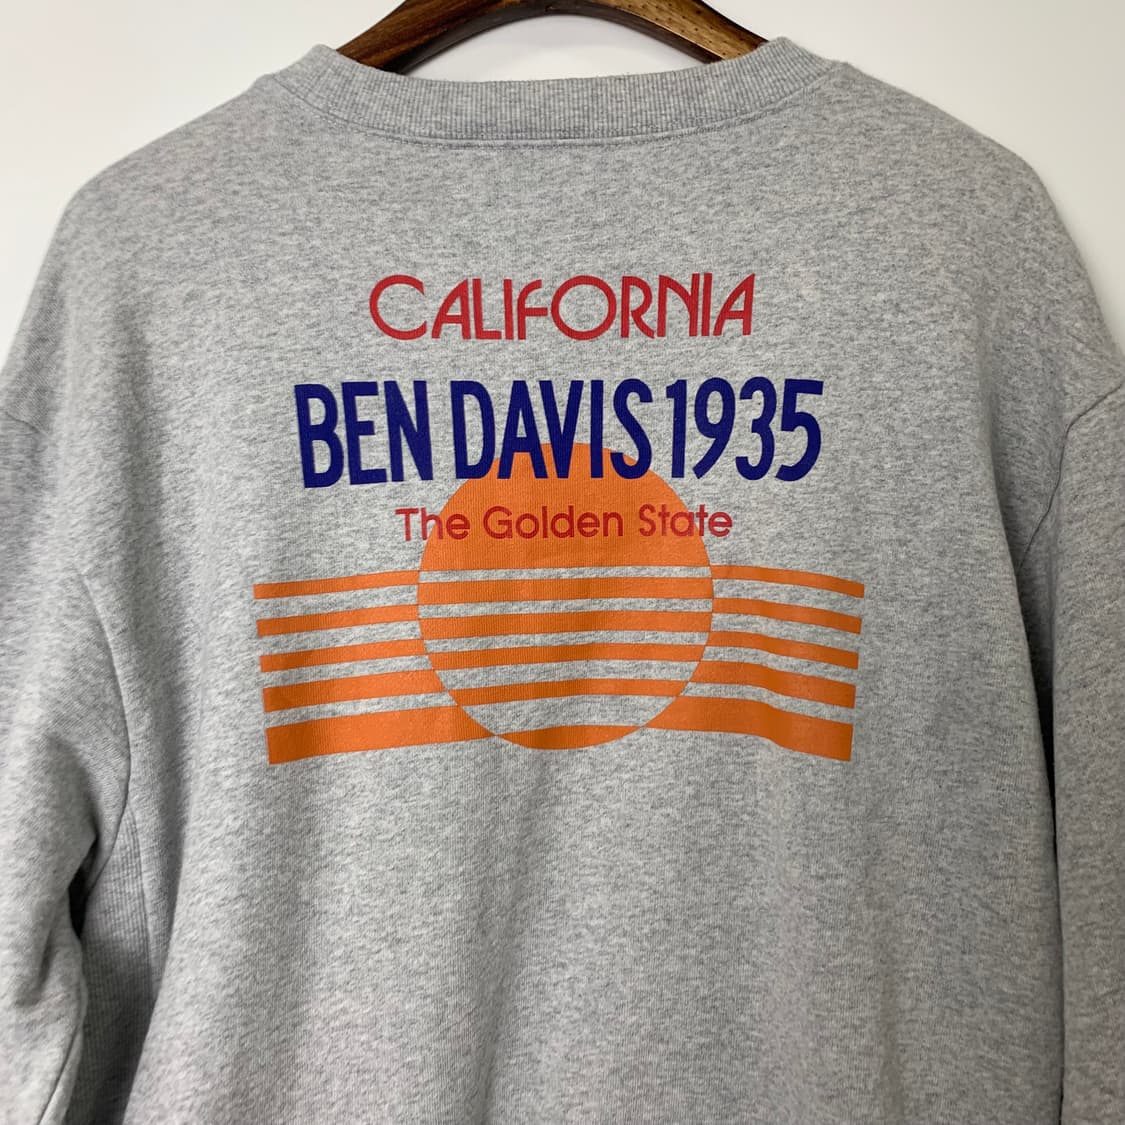 CALIFORNIA
BEN DAVIS 1935
The Golden State